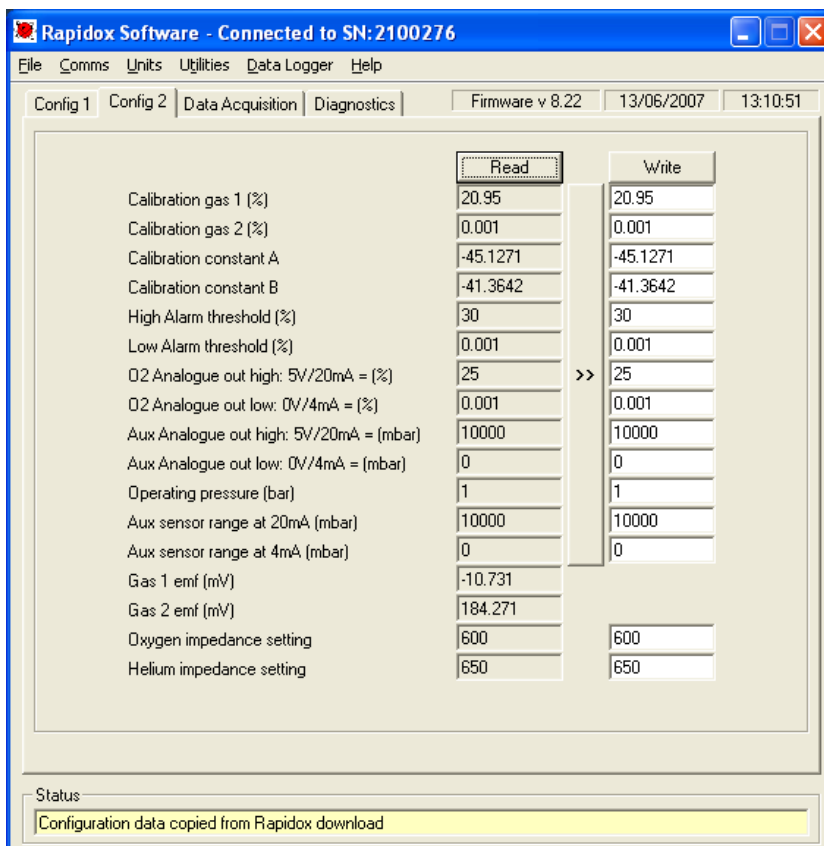 Rapidox Software - Connected to SN:2100276
File Comms Units Utilities Data Logger Help
Config 1 Config 2 Data Acquisition Diagnostics Firmware v 8.22 13/06/2007 13:10:51
Read Write
Calibration gas 1 (%) 20.95 20.95
Calibration gas 2 (%) 0.001 0.001
Calibration constant A -45.1271 -45.1271
Calibration constant B -41.3642 -41.3642
High Alarm threshold (%) 30 30
Low Alarm threshold (%) 0.001 0.001
O2 Analogue out high: 5V/20mA = (%) 25 >> 25
O2 Analogue out low: 0V/4mA = (%) 0.001 0.001
Aux Analogue out high: 5V/20mA = (mbar) 10000 10000
Aux Analogue out low: 0V/4mA = (mbar) 0 0
Operating pressure (bar) 1 1
Aux sensor range at 20mA (mbar) 10000 10000
Aux sensor range at 4mA (mbar) 0 0
Gas 1 emf (mV) -10.731
Gas 2 emf (mV) 184.271
Oxygen impedance setting 600 600
Helium impedance setting 650 650
Status
Configuration data copied from Rapidox download